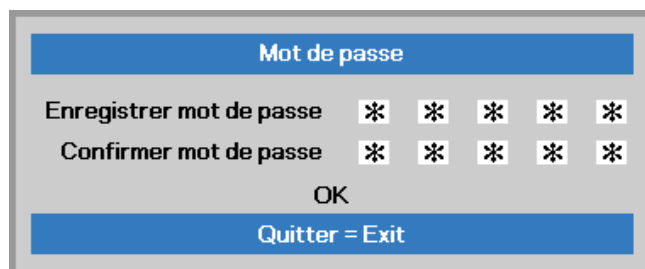 Mot de passe
Enregistrer mot de passe * * * * *
Confirmer mot de passe * * * * *
OK
Quitter = Exit